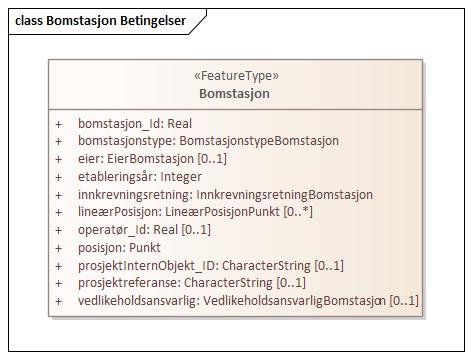 class Bomstasjon Betingelser
«FeatureType»
Bomstasjon
+ bomstasjon_Id: Real
+ bomstasjonstype: BomstasjonstypeBomstasjon
+ eier: EierBomstasjon [0..1]
+ etableringsår: Integer
+ innkrevningsretning: InnkrevningsretningBomstasjon
+ lineærPosisjon: LineærPosisjonPunkt [0..*]
+ operatør_Id: Real [0..1]
+ posisjon: Punkt
+ prosjektInternObjekt_ID: CharacterString [0..1]
+ prosjektreferanse: CharacterString [0..1]
+ vedlikeholdsansvarlig: VedlikeholdsansvarligBomstasjon [0..1]